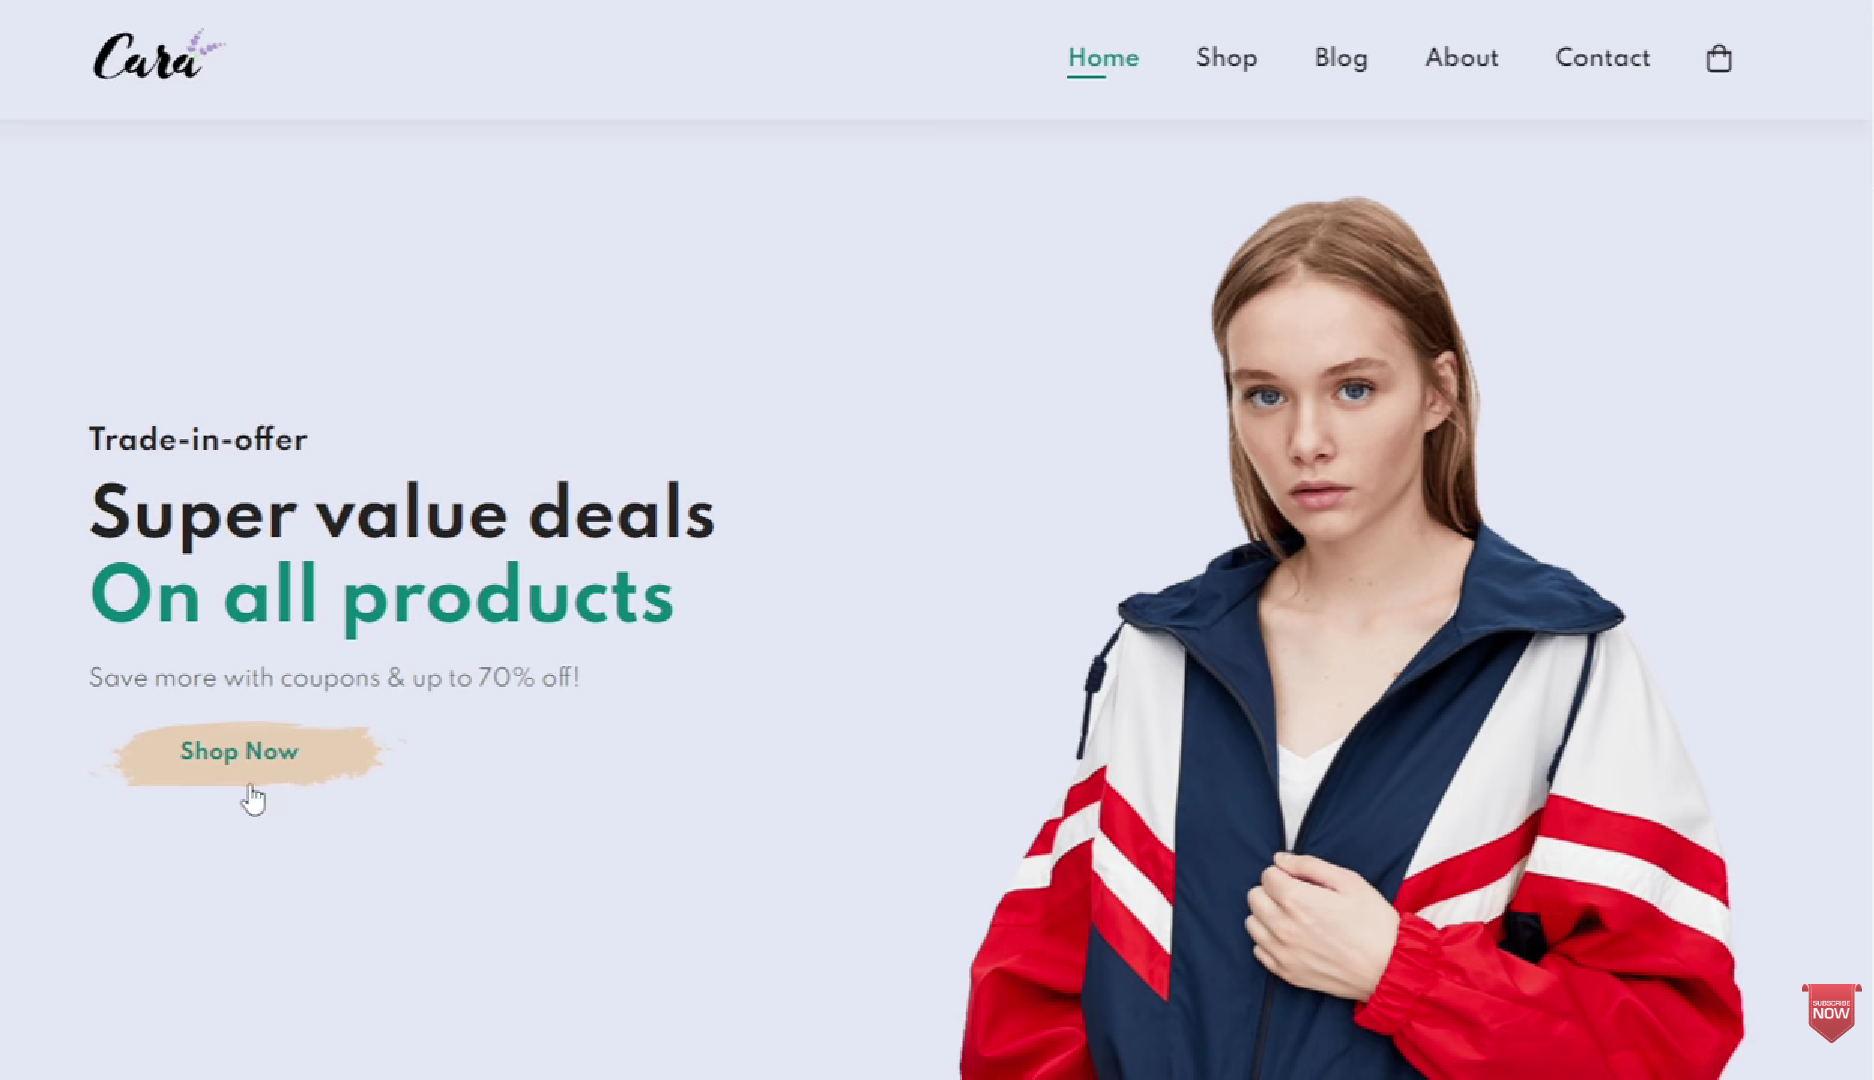 Cara
Home Shop Blog About Contact
Trade-in-offer
Super value deals
On all products
Save more with coupons & up to 70% off!
Shop Now
SUBSCRIBE
NOW